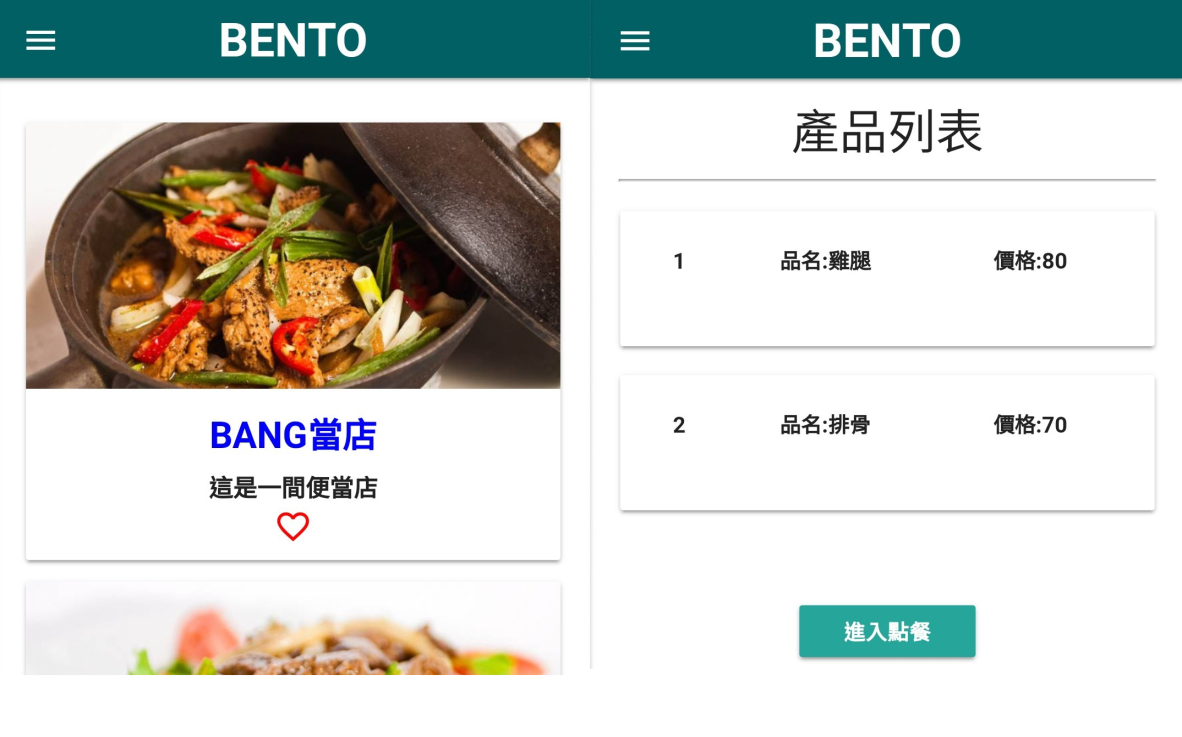 BENTO
BANG當店
這是一間便當店
BENTO
產品列表
1 品名:雞腿 價格:80
2 品名:排骨 價格:70
進入點餐